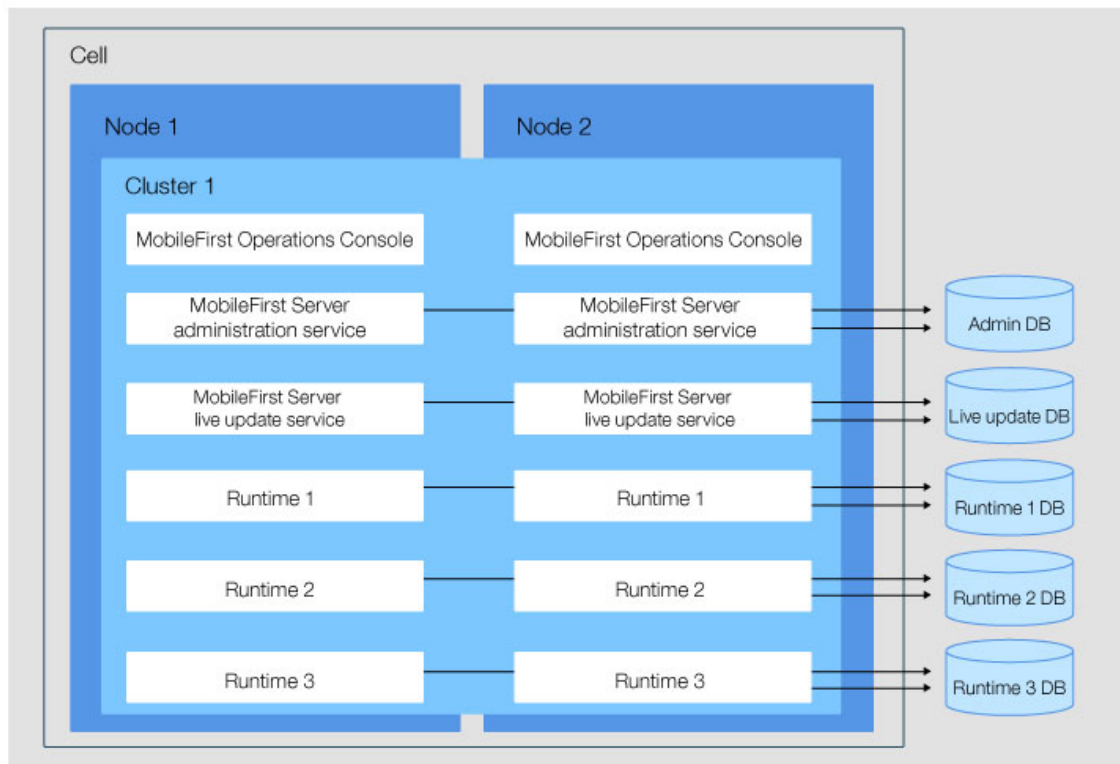 Cell
Node 1
Node 2
Cluster 1
MobileFirst Operations Console
MobileFirst Operations Console
MobileFirst Server
administration service
MobileFirst Server
administration service
Admin DB
MobileFirst Server
live update service
MobileFirst Server
live update service
Live update DB
Runtime 1
Runtime 1
Runtime 1 DB
Runtime 2
Runtime 2
Runtime 2 DB
Runtime 3
Runtime 3
Runtime 3 DB